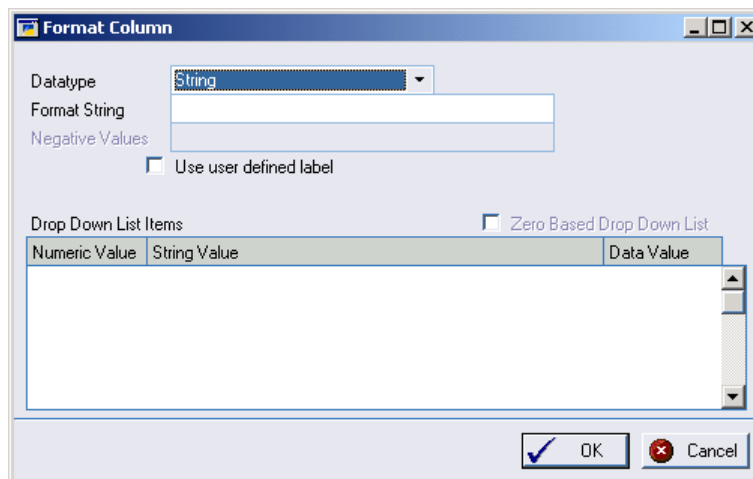 Format Column
Datatype String
Format String
Negative Values
Use user defined label
Drop Down List Items Zero Based Drop Down List
Numeric Value String Value Data Value
OK Cancel